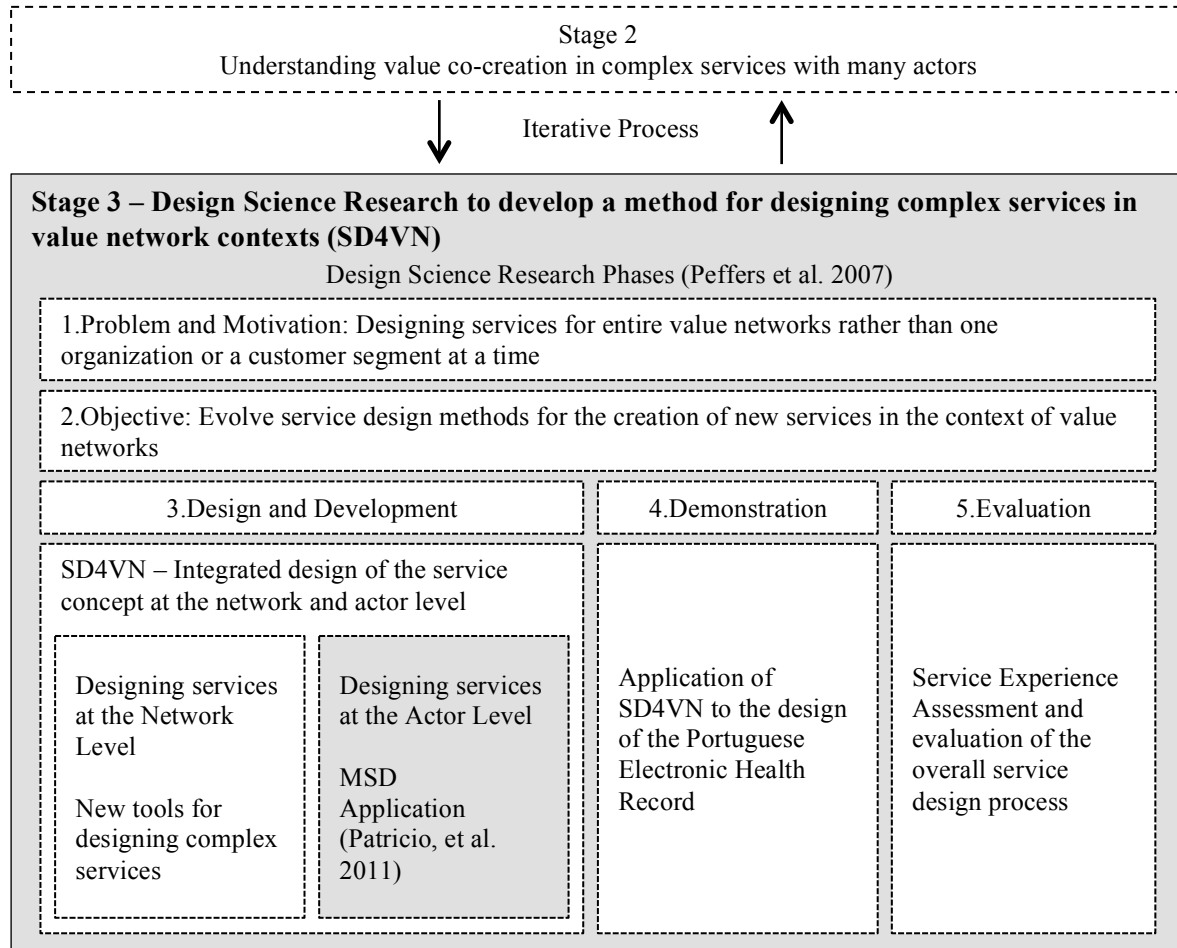 Stage 2
Understanding value co-creation in complex services with many actors
Iterative Process
Stage 3 – Design Science Research to develop a method for designing complex services in
value network contexts (SD4VN)
Design Science Research Phases (Peffers et al. 2007)
1.Problem and Motivation: Designing services for entire value networks rather than one
organization or a customer segment at a time
2.Objective: Evolve service design methods for the creation of new services in the context of value
networks
3.Design and Development
SD4VN – Integrated design of the service
concept at the network and actor level
Designing services
at the Network
Level
New tools for
designing complex
services
Designing services
at the Actor Level
MSD
Application
(Patricio, et al.
2011)
4.Demonstration
Application of
SD4VN to the design
of the Portuguese
Electronic Health
Record
5.Evaluation
Service Experience
Assessment and
evaluation of the
overall service
design process